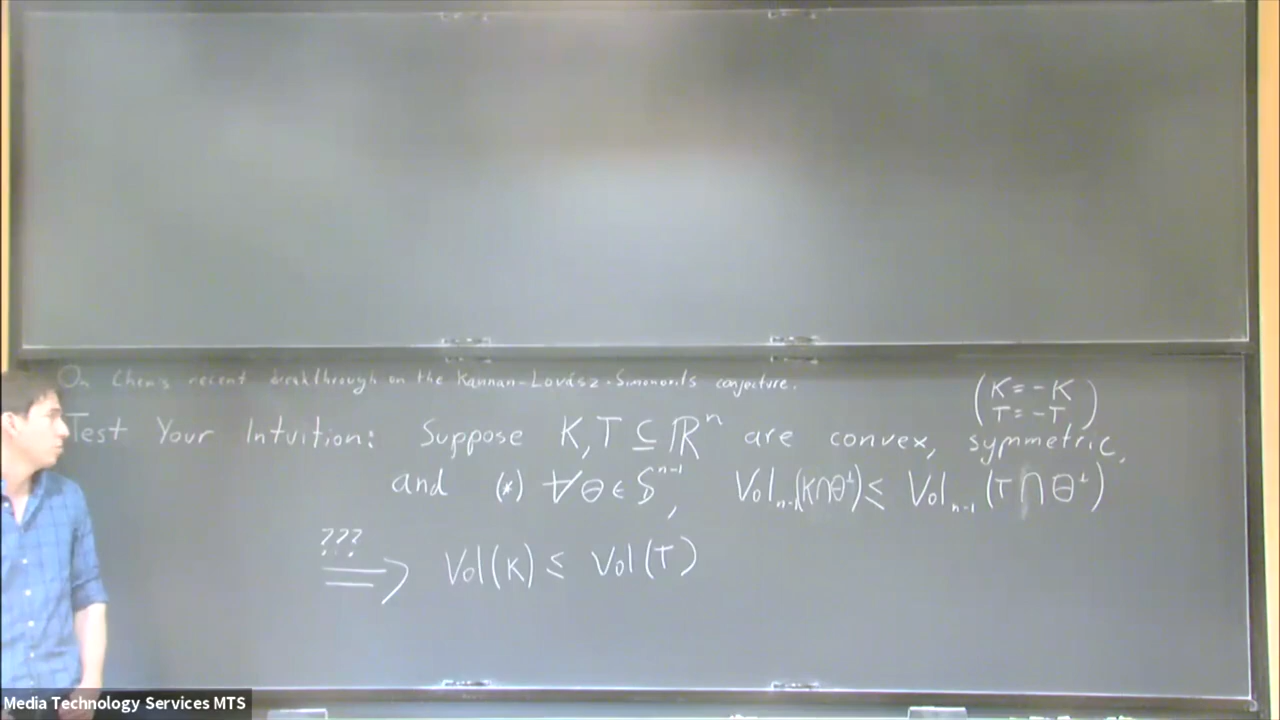 On Chen's recent breakthrough on the Kannan-Lovász-Simonovits conjecture.
(K = -K
T = -T)
Test Your Intuition: Suppose K, T ⊆ ℝⁿ are convex, symmetric,
and (*) ∀θ ∈ Sⁿ⁻¹, Volₙ₋₁(K∩θ^⊥) ≤ Volₙ₋₁(T∩θ^⊥)
???
⟹ Vol(K) ≤ Vol(T)
Media Technology Services MTS